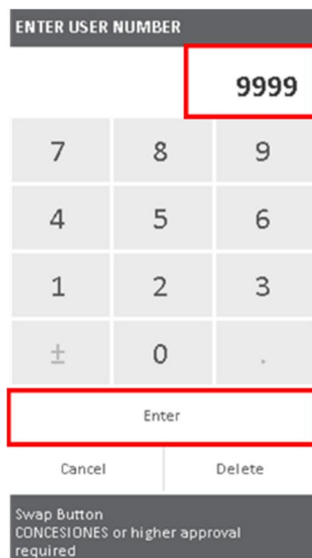 ENTER USER NUMBER
9999
7 8 9
4 5 6
1 2 3
± 0 .
Enter
Cancel Delete
Swap Button
CONCESIONES or higher approval
required